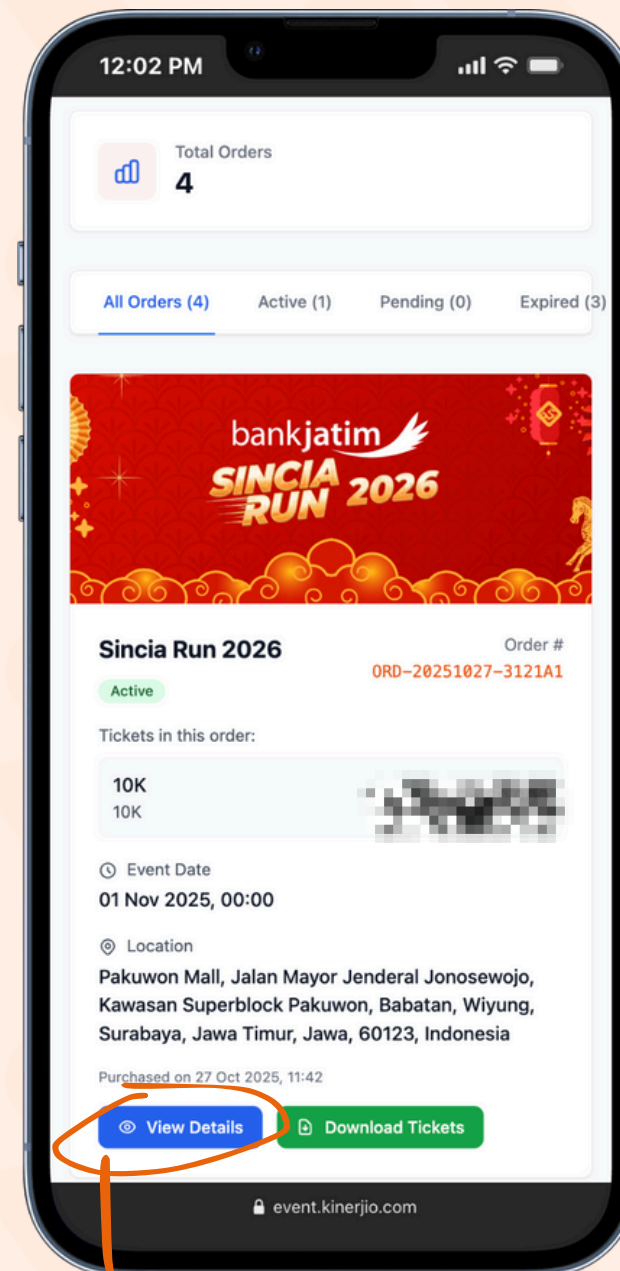 12:02 PM
Total Orders
4
All Orders (4) Active (1) Pending (0) Expired (3)
bankjatim
SINCIA
RUN 2026
Sincia Run 2026
Order #
ORD-20251027-3121A1
Active
Tickets in this order:
10K
10K
Event Date
01 Nov 2025, 00:00
Location
Pakuwon Mall, Jalan Mayor Jenderal Jonosewojo,
Kawasan Superblock Pakuwon, Babatan, Wiyung,
Surabaya, Jawa Timur, Jawa, 60123, Indonesia
Purchased on 27 Oct 2025, 11:42
View Details Download Tickets
event.kinerjio.com